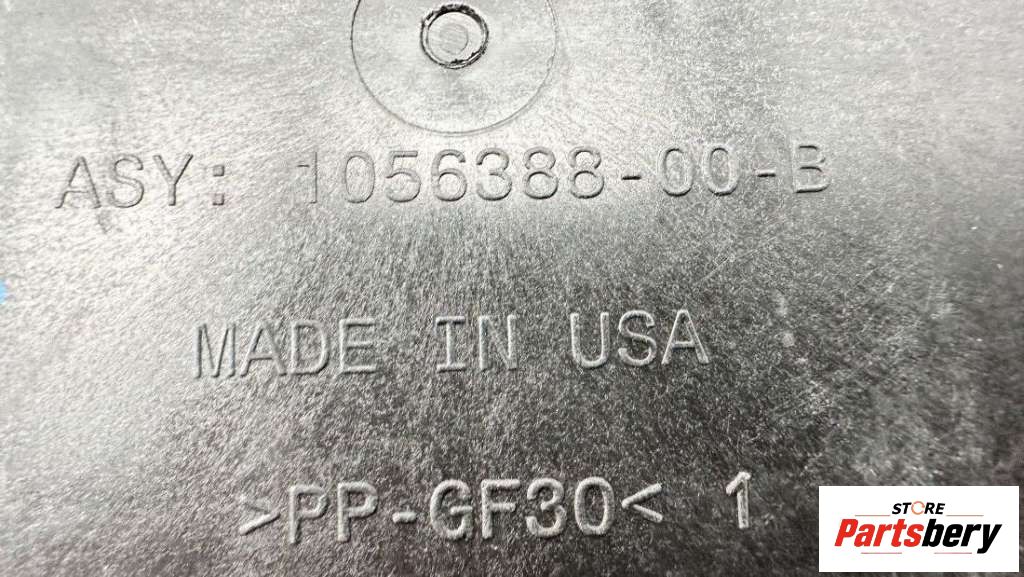 ASY: 1056388-00-B
MADE IN USA
>PP-GF30< 1
STORE
Partsbery